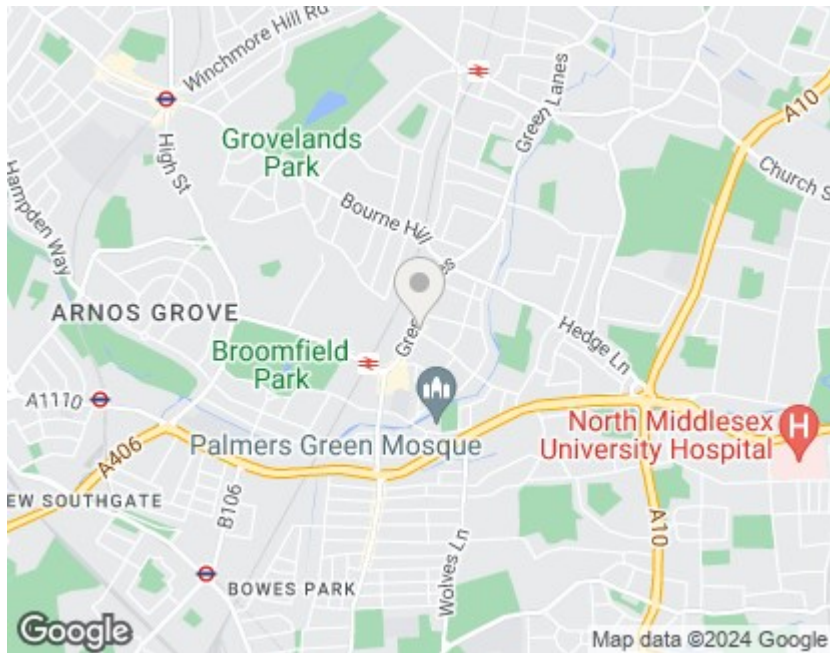 Winchmore Hill Rd
Green Lanes
A10
High St
Grovelands
Park
Church S
Hampden Way
Bourne Hill
Gree
es
ARNOS GROVE
Hedge Ln
Broomfield
Park
A1110
North Middlesex
University Hospital
H
Palmers Green Mosque
A406
EW SOUTHGATE
B106
A10
Wolves Ln
BOWES PARK
Google
Map data ©2024 Google